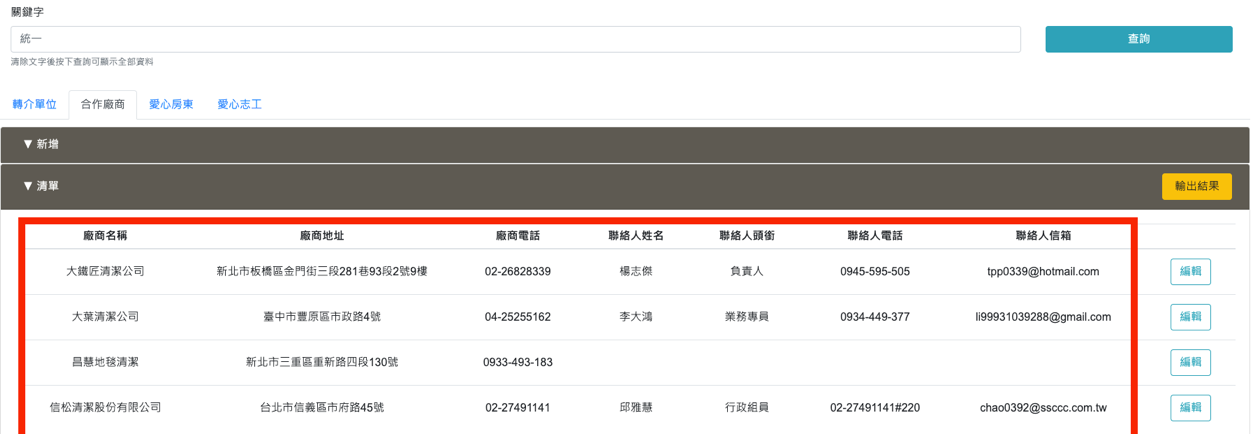 關鍵字
統一
查詢
清除文字後按下查詢可顯示全部資料
轉介單位 合作廠商 愛心房東 愛心志工
▼ 新增
▼ 清單 輸出結果
廠商名稱 廠商地址 廠商電話 聯絡人姓名 聯絡人頭銜 聯絡人電話 聯絡人信箱
大鐵匠清潔公司 新北市板橋區金門街三段281巷93段2號9樓 02-26828339 楊志傑 負責人 0945-595-505 tpp0339@hotmail.com 編輯
大葉清潔公司 臺中市豐原區市政路4號 04-25255162 李大鴻 業務專員 0934-449-377 li99931039288@gmail.com 編輯
昌慧地毯清潔 新北市三重區重新路四段130號 0933-493-183 編輯
信松清潔股份有限公司 台北市信義區市府路45號 02-27491141 邱雅慧 行政組員 02-27491141#220 chao0392@ssccc.com.tw 編輯